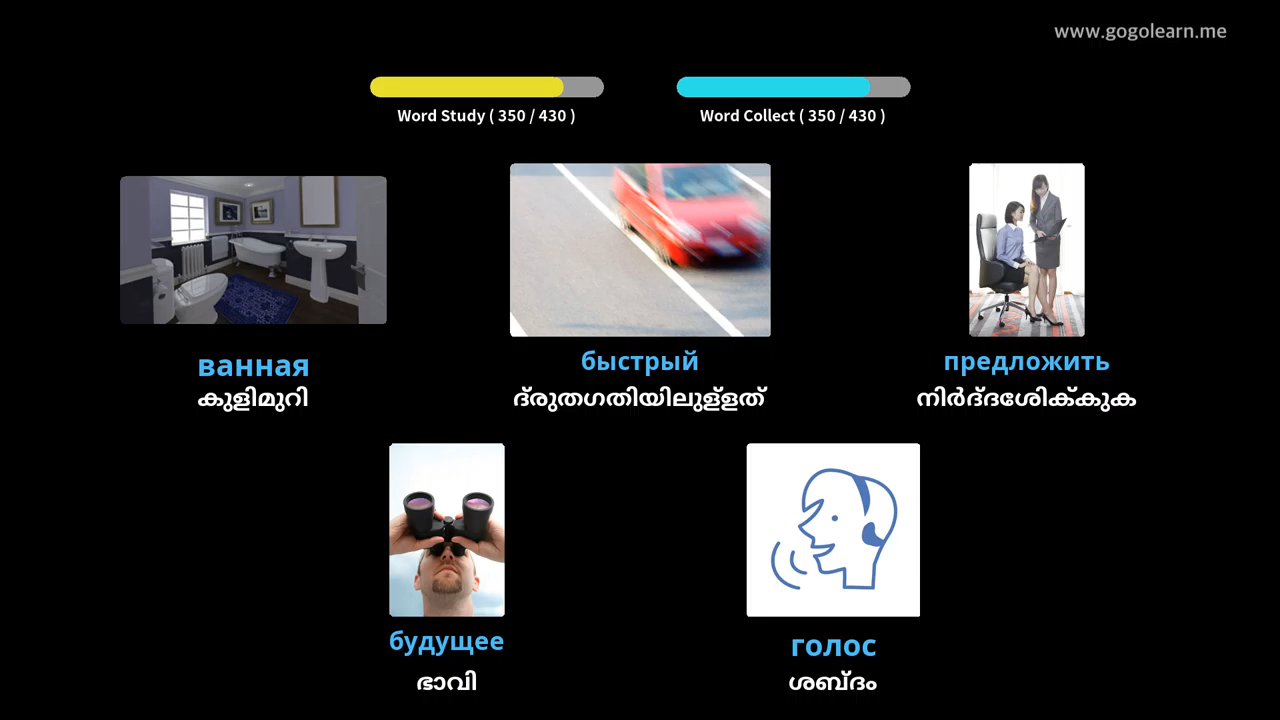 www.gogolearn.me
Word Study ( 350 / 430 )
Word Collect ( 350 / 430 )
ванная
കുളിമുറി
быстрый
ദ്രുതഗതിയിലുള്ളത്
предложить
നിർദ്ദശേിക്കുക
будущее
ഭാവി
голос
ശബ്ദം